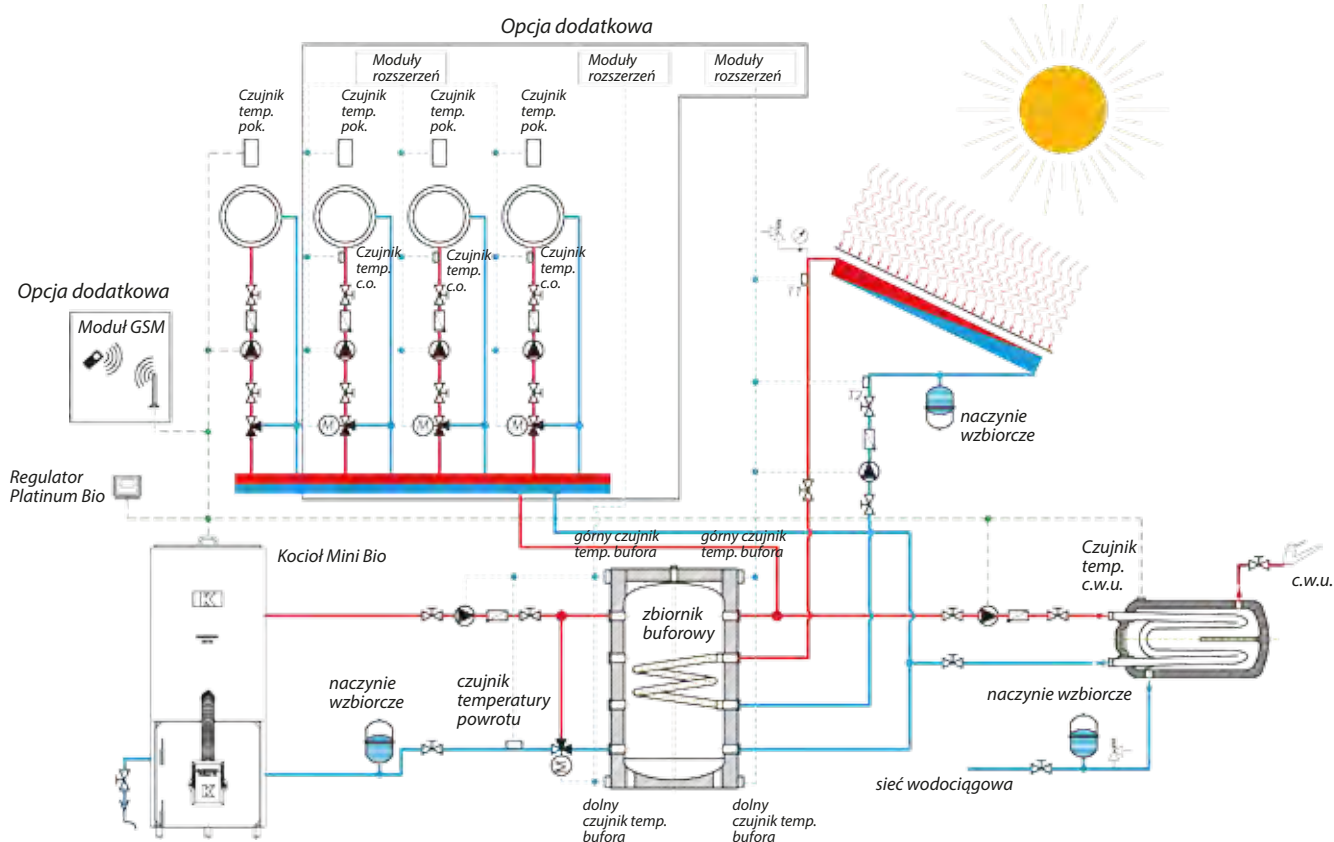 Opcja dodatkowa
Moduły
rozszerzeń
Moduły
rozszerzeń
Moduły
rozszerzeń
Czujnik
temp.
pok.
Czujnik
temp.
pok.
Czujnik
temp.
pok.
Czujnik
temp.
pok.
Czujnik
temp.
c.o.
Czujnik
temp.
c.o.
Czujnik
temp.
c.o.
T1
Opcja dodatkowa
Moduł GSM
T2
naczynie
wzbiorcze
M
M
M
Regulator
Platinum Bio
Kocioł Mini Bio
górny czujnik
temp. bufora
górny czujnik
temp. bufora
Czujnik
temp.
c.w.u.
c.w.u.
K
zbiornik
buforowy
naczynie
wzbiorcze
czujnik
temperatury
powrotu
naczynie wzbiorcze
M
K
sieć wodociągowa
dolny
czujnik temp.
bufora
dolny
czujnik temp.
bufora